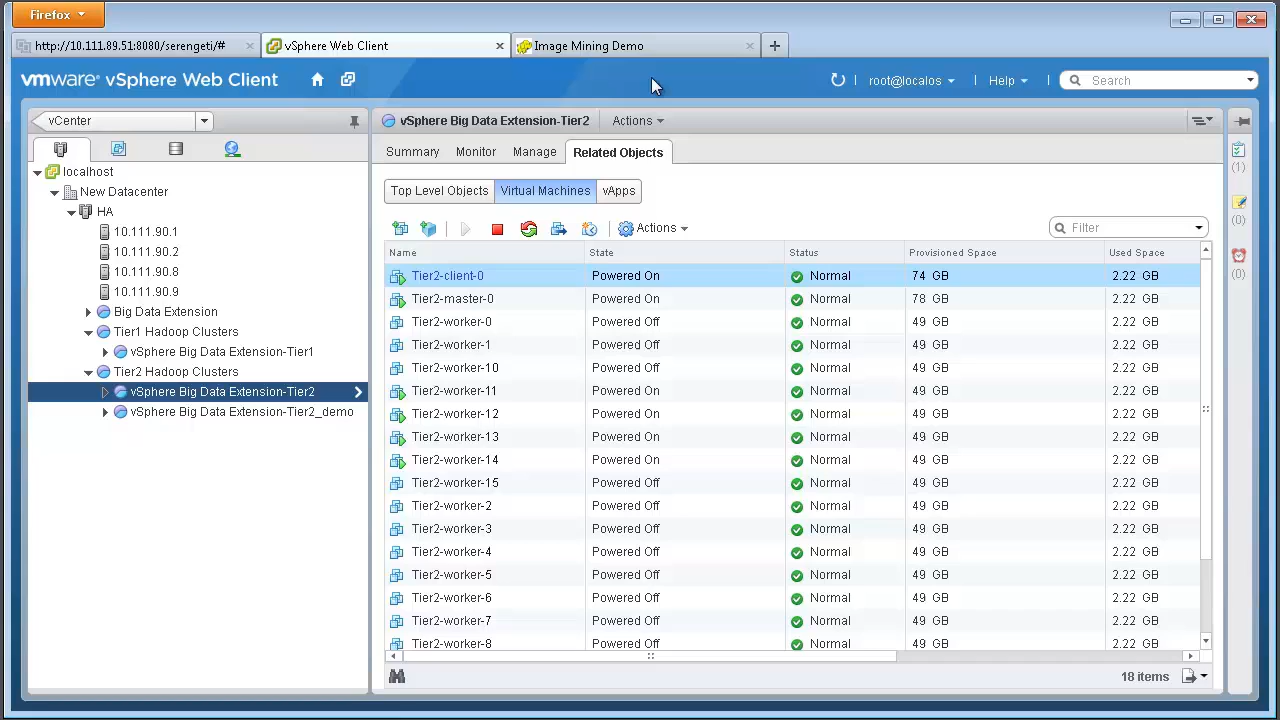 Firefox
http://10.111.89.51:8080/serengeti/#
vSphere Web Client
Image Mining Demo
vmware® vSphere Web Client
root@localos
Help
Search
vCenter
vSphere Big Data Extension-Tier2
Actions
(1)
(0)
(0)
localhost
New Datacenter
HA
10.111.90.1
10.111.90.2
10.111.90.8
10.111.90.9
Big Data Extension
Tier1 Hadoop Clusters
vSphere Big Data Extension-Tier1
Tier2 Hadoop Clusters
vSphere Big Data Extension-Tier2
vSphere Big Data Extension-Tier2_demo
Summary Monitor Manage Related Objects
Top Level Objects Virtual Machines vApps
Actions
Filter
Name State Status Provisioned Space Used Space
Tier2-client-0 Powered On Normal 74 GB 2.22 GB
Tier2-master-0 Powered On Normal 78 GB 2.22 GB
Tier2-worker-0 Powered Off Normal 49 GB 2.22 GB
Tier2-worker-1 Powered Off Normal 49 GB 2.22 GB
Tier2-worker-10 Powered Off Normal 49 GB 2.22 GB
Tier2-worker-11 Powered On Normal 49 GB 2.22 GB
Tier2-worker-12 Powered On Normal 49 GB 2.22 GB
Tier2-worker-13 Powered On Normal 49 GB 2.22 GB
Tier2-worker-14 Powered On Normal 49 GB 2.22 GB
Tier2-worker-15 Powered Off Normal 49 GB 2.22 GB
Tier2-worker-2 Powered Off Normal 49 GB 2.22 GB
Tier2-worker-3 Powered Off Normal 49 GB 2.22 GB
Tier2-worker-4 Powered Off Normal 49 GB 2.22 GB
Tier2-worker-5 Powered Off Normal 49 GB 2.22 GB
Tier2-worker-6 Powered Off Normal 49 GB 2.22 GB
Tier2-worker-7 Powered Off Normal 49 GB 2.22 GB
Tier2-worker-8 Powered Off Normal 49 GB 2.22 GB
18 items